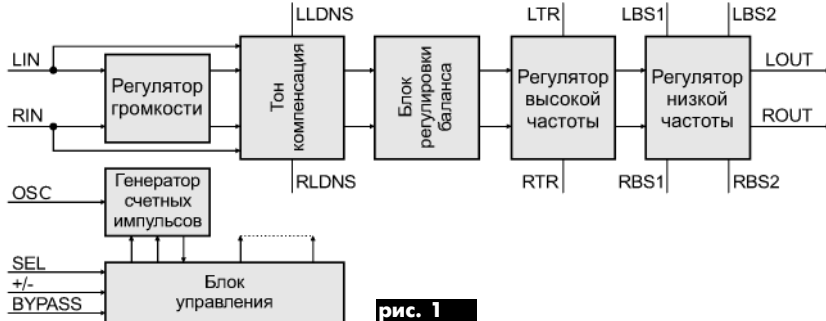 LLDNS
LTR
LBS1
LBS2
LIN
RIN
Регулятор
громкости
Тон
компенсация
Блок
регулировки
баланса
Регулятор
высокой
частоты
Регулятор
низкой
частоты
LOUT
ROUT
RLDNS
RTR
RBS1
RBS2
OSC
Генератор
счетных
импульсов
SEL
+/-
BYPASS
Блок
управления
рис. 1